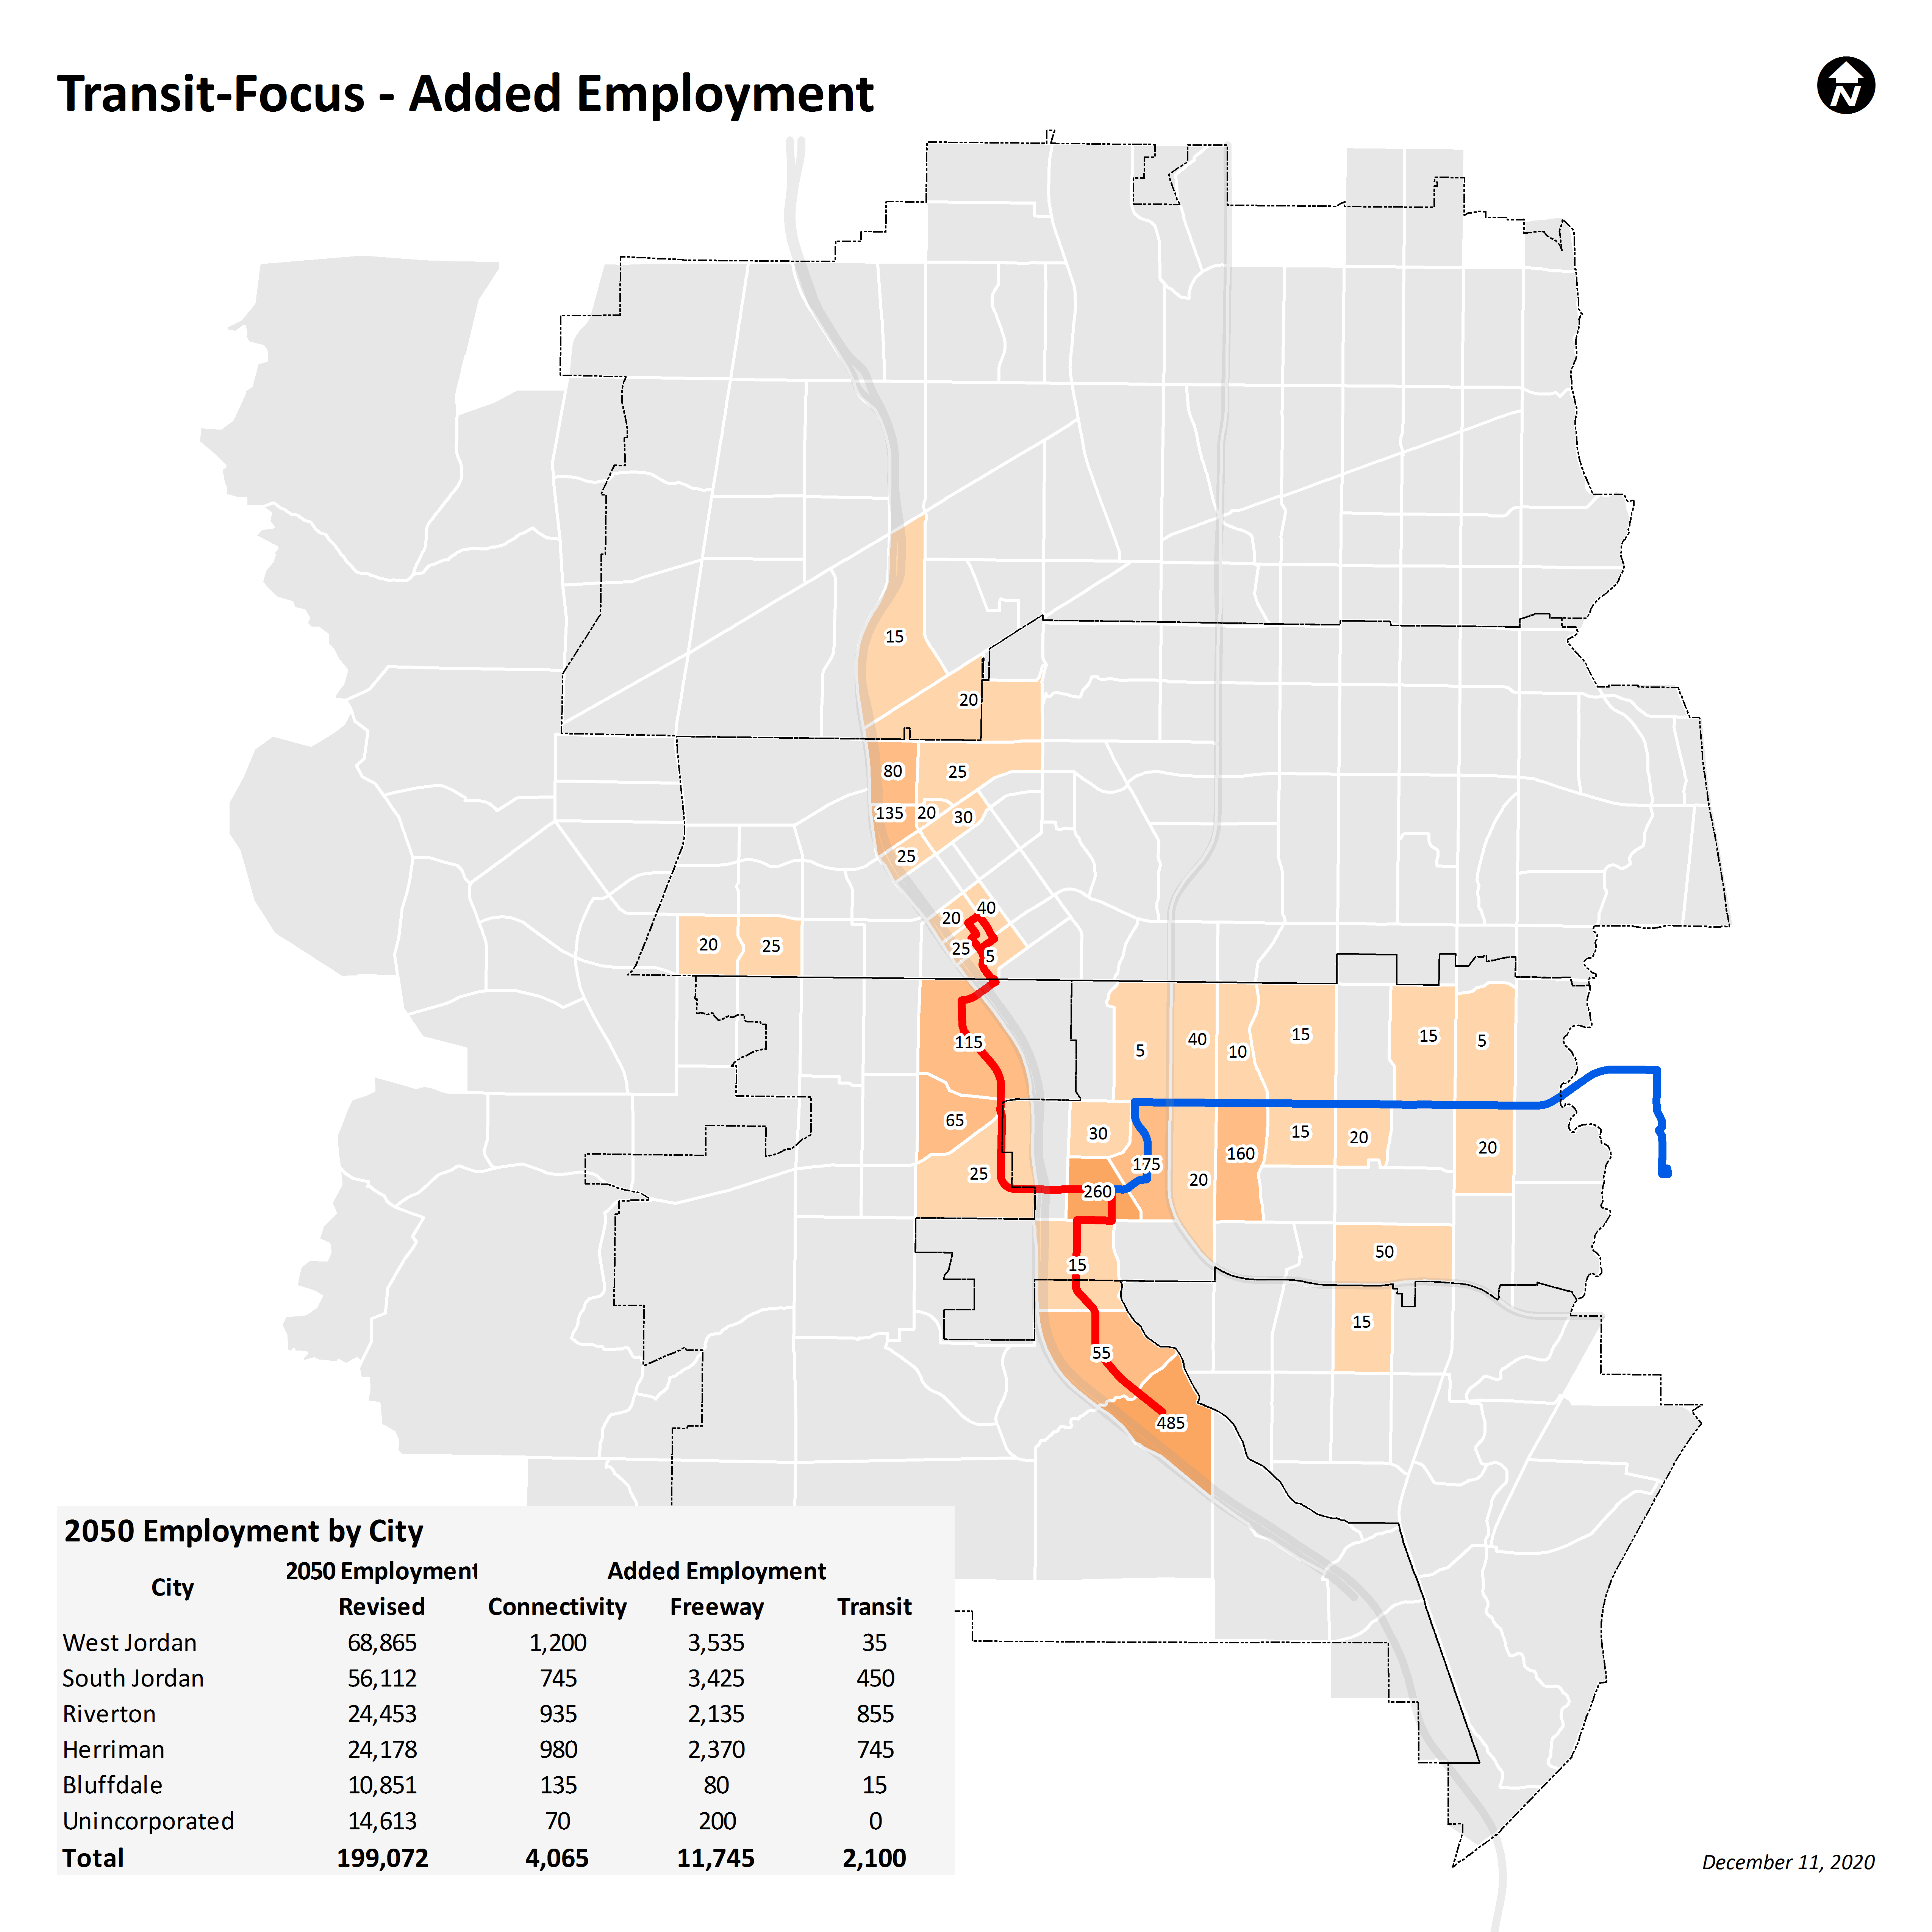 Transit-Focus - Added Employment
N
15
20
80
25
135
20
30
25
40
20
25
5
20
25
115
65
25
5
40
10
15
15
5
30
175
260
20
160
15
20
20
50
15
15
55
485
2050 Employment by City
City 2050 Employment Added Employment
Revised Connectivity Freeway Transit
West Jordan 68,865 1,200 3,535 35
South Jordan 56,112 745 3,425 450
Riverton 24,453 935 2,135 855
Herriman 24,178 980 2,370 745
Bluffdale 10,851 135 80 15
Unincorporated 14,613 70 200 0
Total 199,072 4,065 11,745 2,100
December 11, 2020